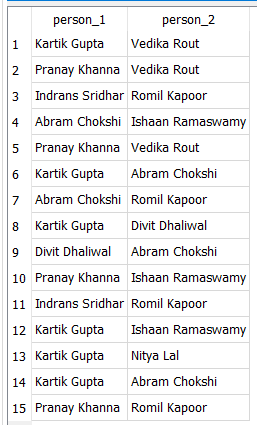 person_1 person_2
1 Kartik Gupta Vedika Rout
2 Pranay Khanna Vedika Rout
3 Indrans Sridhar Romil Kapoor
4 Abram Chokshi Ishaan Ramaswamy
5 Pranay Khanna Vedika Rout
6 Kartik Gupta Abram Chokshi
7 Abram Chokshi Romil Kapoor
8 Kartik Gupta Divit Dhaliwal
9 Divit Dhaliwal Abram Chokshi
10 Pranay Khanna Ishaan Ramaswamy
11 Indrans Sridhar Romil Kapoor
12 Kartik Gupta Ishaan Ramaswamy
13 Kartik Gupta Nitya Lal
14 Kartik Gupta Abram Chokshi
15 Pranay Khanna Romil Kapoor